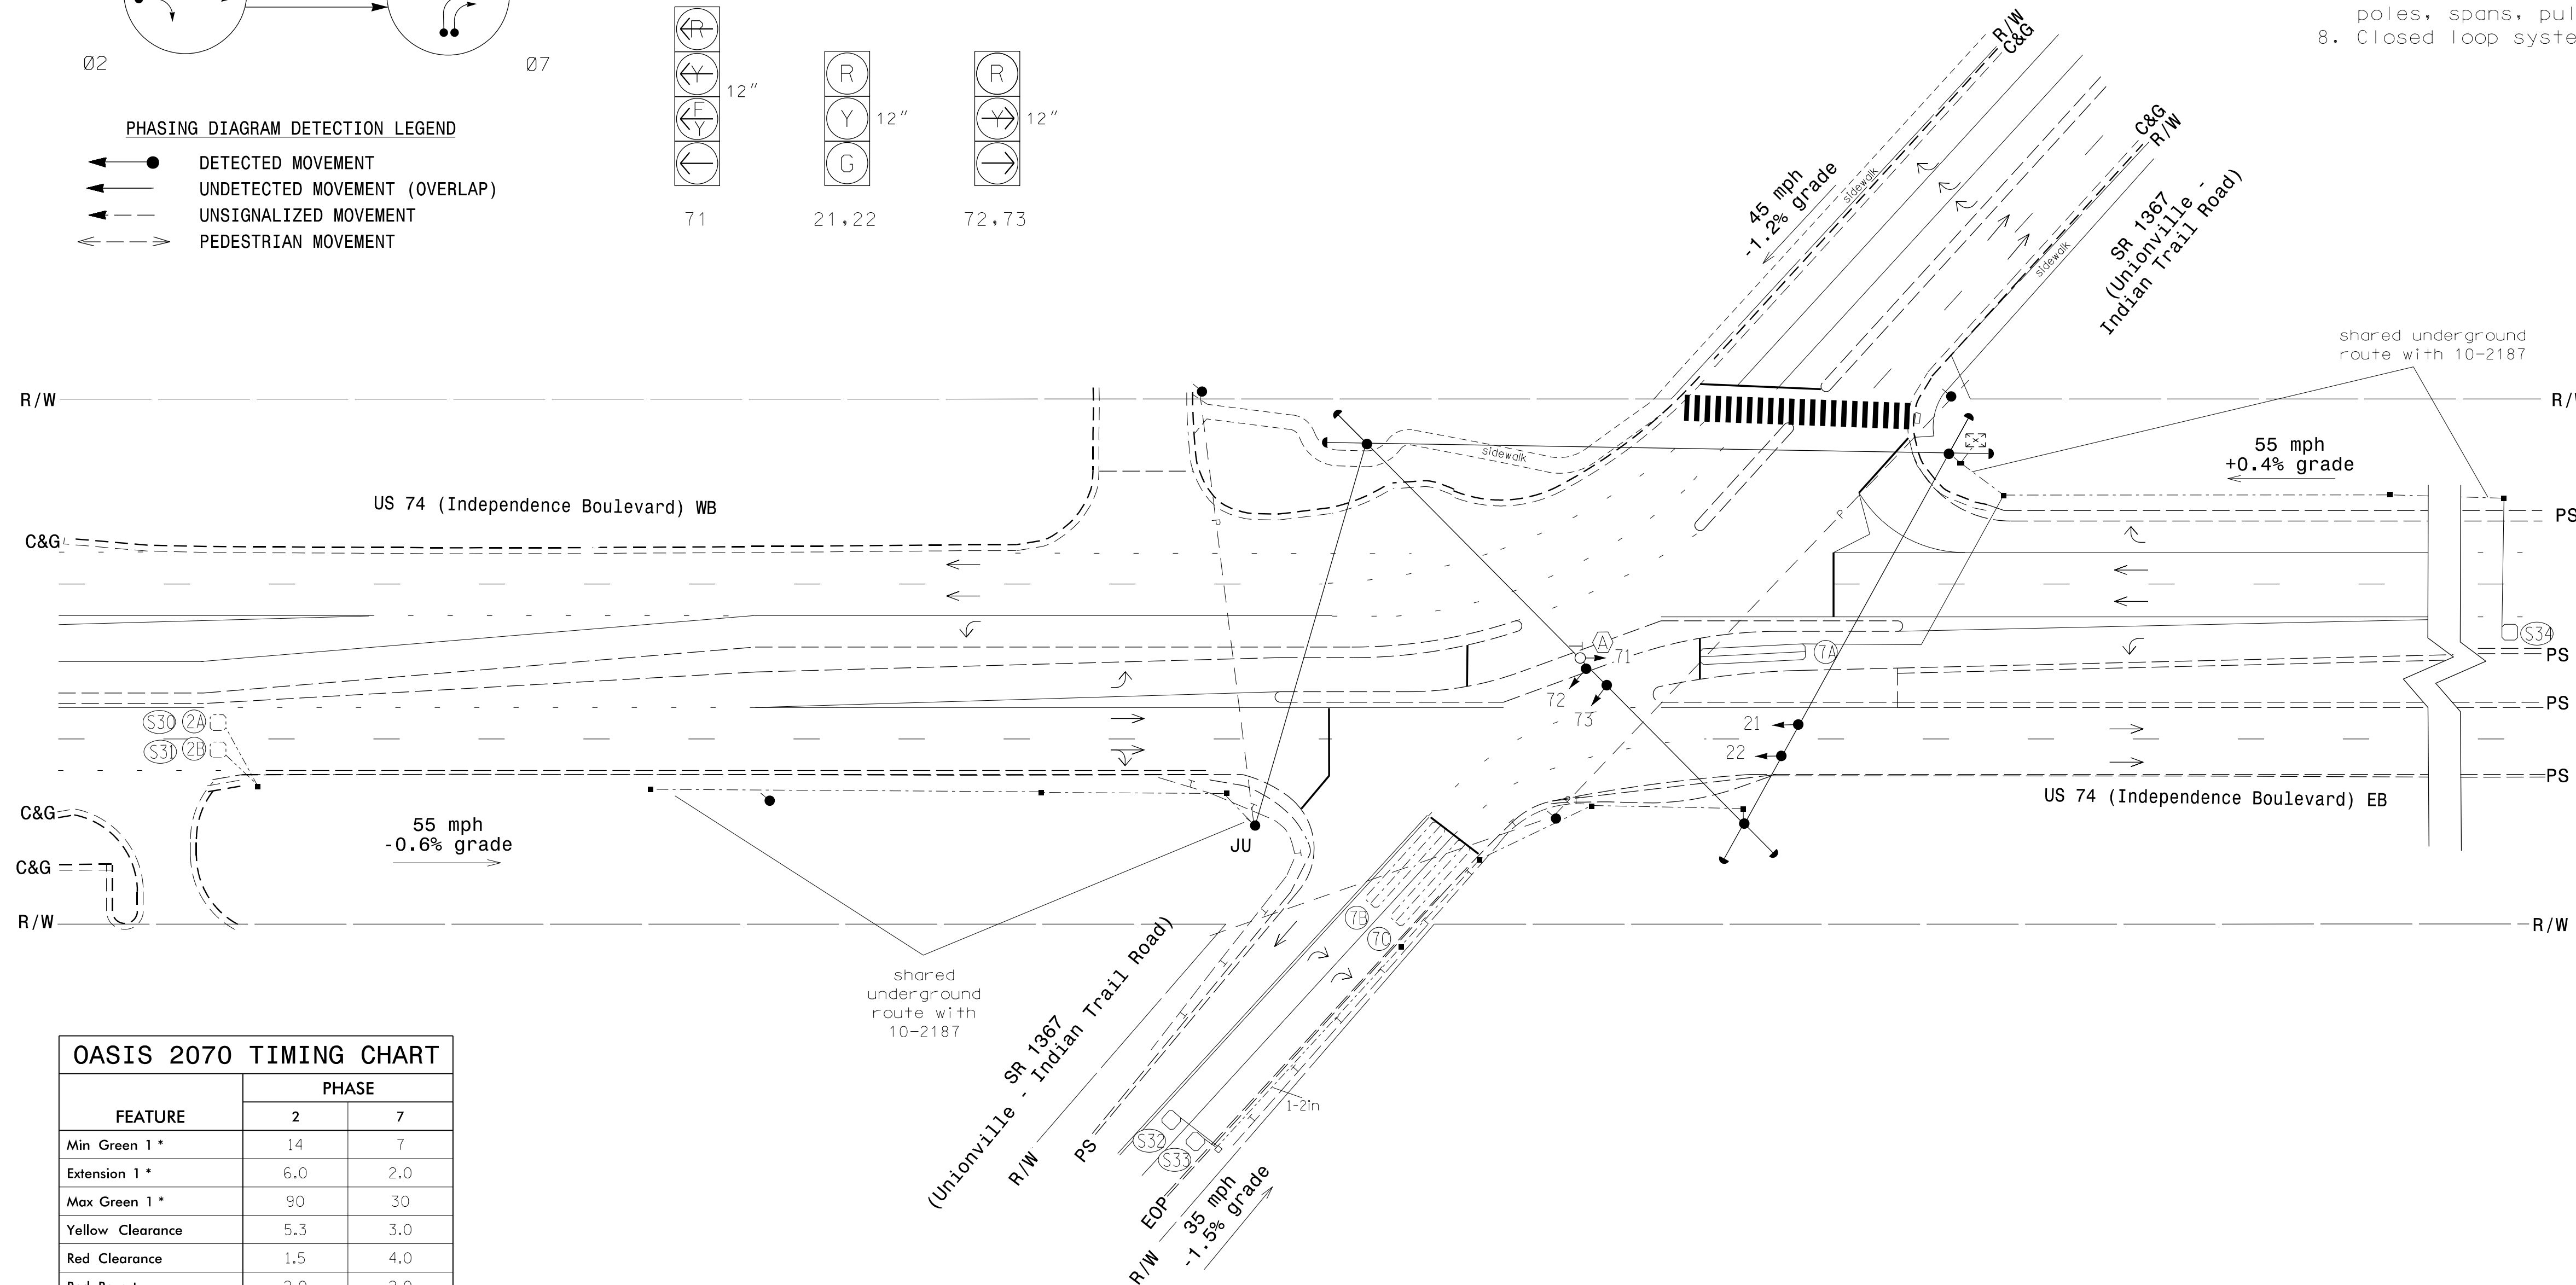 poles, spans, pul
8. Closed loop syste
Ø2
Ø7
R
Y
F
Y
12"
71
R
Y
G
12"
21,22
R
Y
12"
72,73
PHASING DIAGRAM DETECTION LEGEND
DETECTED MOVEMENT
UNDETECTED MOVEMENT (OVERLAP)
UNSIGNALIZED MOVEMENT
PEDESTRIAN MOVEMENT
R/W
C&G
C&G
R/W
45 mph
-1.2% grade
sidewalk
sidewalk
SR 1367
(Unionville -
Indian Trail Road)
shared underground
route with 10-2187
R/W
R/W
55 mph
+0.4% grade
sidewalk
US 74 (Independence Boulevard) WB
C&G
PS
P
P
A
71
7A
S34
PS
72
73
PS
S30 2A
S31 2B
21
22
PS
US 74 (Independence Boulevard) EB
C&G
55 mph
-0.6% grade
JU
C&G
R/W
R/W
7B
70
shared
underground
route with
10-2187
SR 1367
(Unionville - Indian Trail Road)
R/W
PS
S32
S33
1-2in
EOP
R/W
35 mph
-1.5% grade
OASIS 2070 TIMING CHART
PHASE
FEATURE 2 7
Min Green 1 * 14 7
Extension 1 * 6.0 2.0
Max Green 1 * 90 30
Yellow Clearance 5.3 3.0
Red Clearance 1.5 4.0